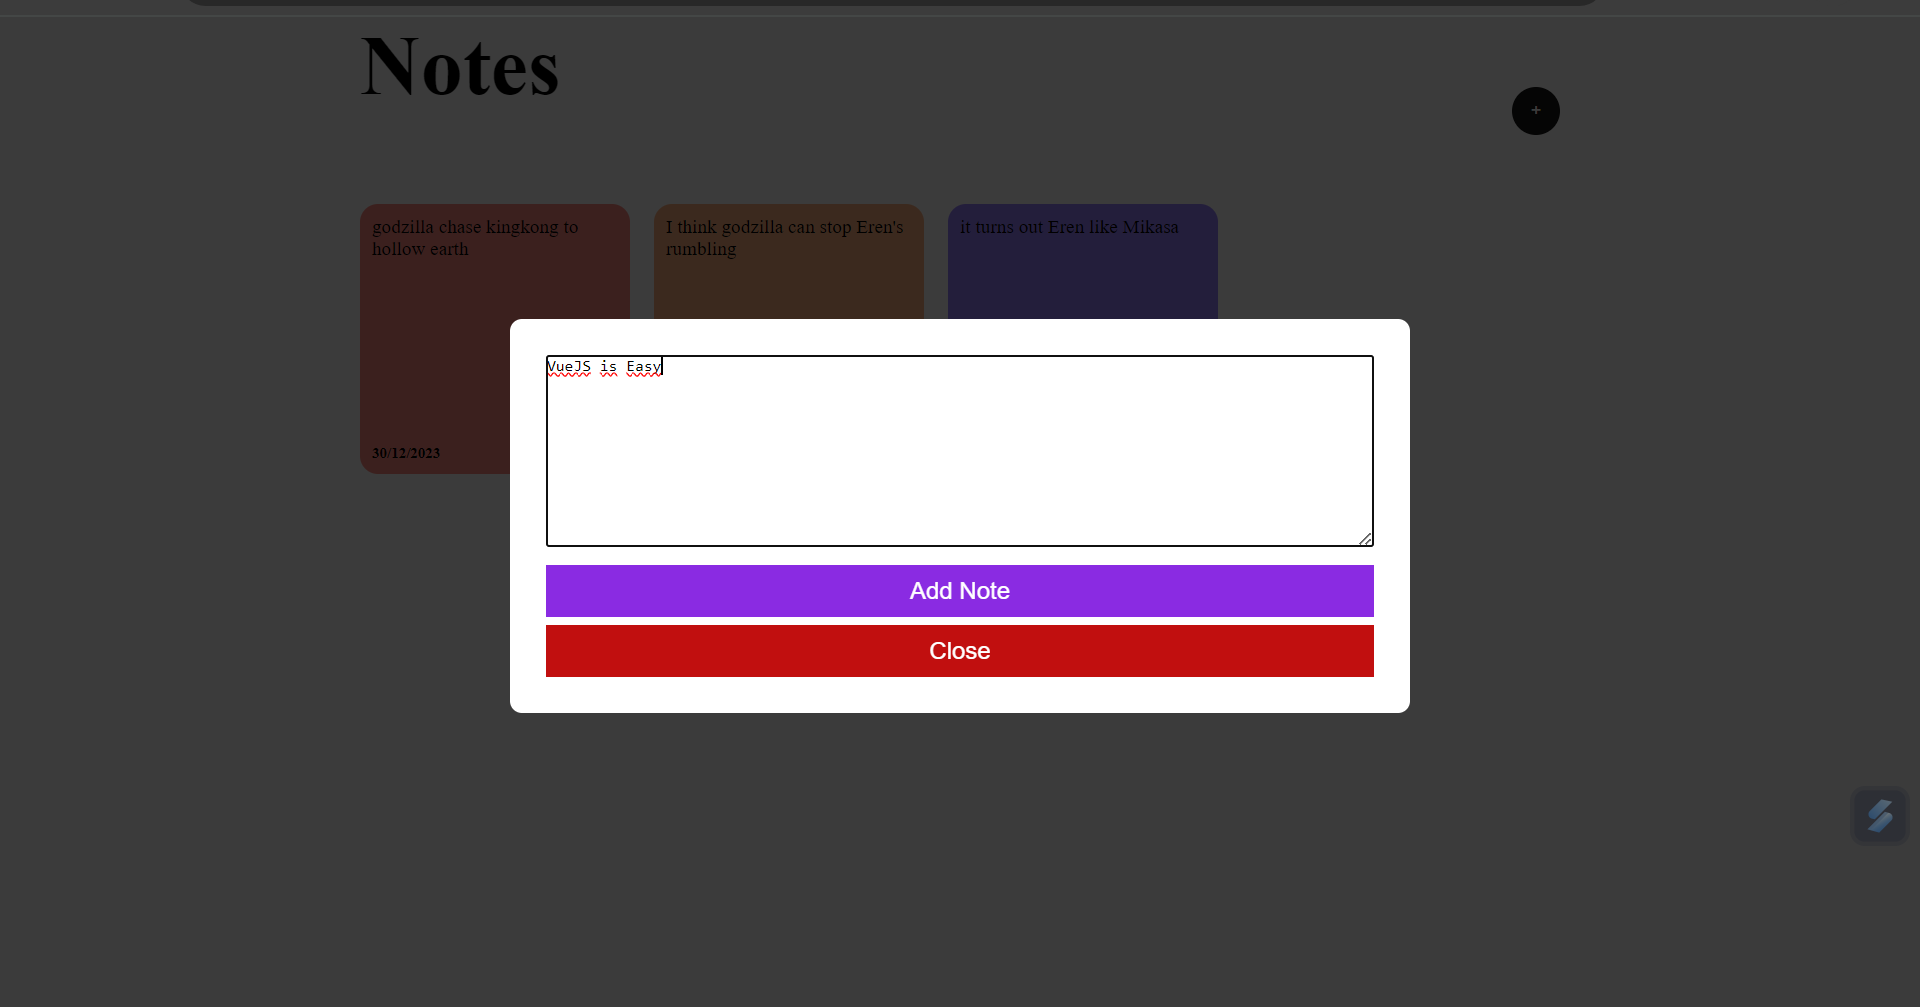 Notes
+
godzilla chase kingkong to
hollow earth
30/12/2023
I think godzilla can stop Eren's
rumbling
it turns out Eren like Mikasa
VueJS is Easy
Add Note
Close